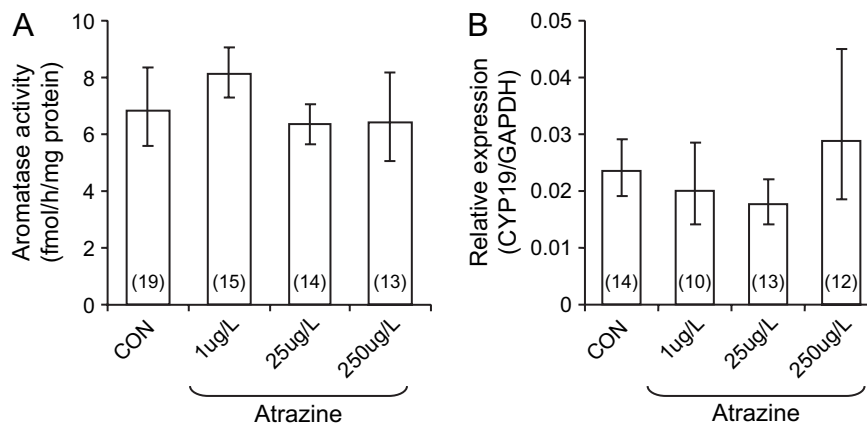 A
Aromatase activity
(fmol/h/mg protein)
10
8
6
4
2
0
(19)
(15)
(14)
(13)
CON
1ug/L
25ug/L
250ug/L
Atrazine
B
Relative expression
(CYP19/GAPDH)
0.05
0.04
0.03
0.02
0.01
0
(14)
(10)
(13)
(12)
CON
1ug/L
25ug/L
250ug/L
Atrazine